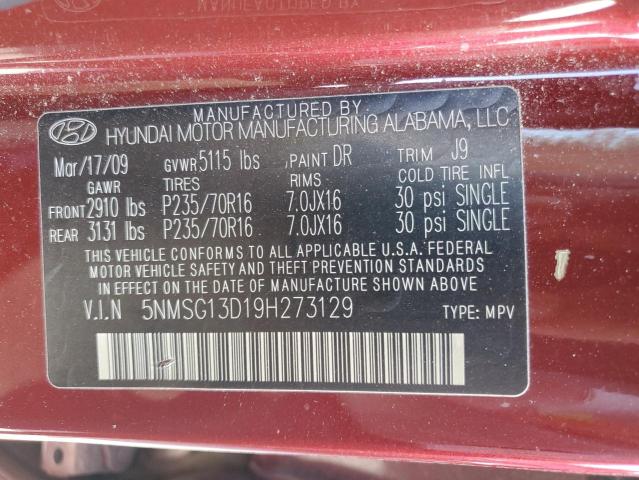 MANUFACTURED BY
HYUNDAI MOTOR MANUFACTURING ALABAMA, LLC
Mar/17/09 GVWR 5115 lbs PAINT DR TRIM J9
GAWR TIRES RIMS COLD TIRE INFL
FRONT 2910 lbs P235/70R16 7.0JX16 30 psi SINGLE
REAR 3131 lbs P235/70R16 7.0JX16 30 psi SINGLE
THIS VEHICLE CONFORMS TO ALL APPLICABLE U.S.A. FEDERAL
MOTOR VEHICLE SAFETY AND THEFT PREVENTION STANDARDS
IN EFFECT ON THE DATE OF MANUFACTURE SHOWN ABOVE.
V.I.N 5NMSG13D19H273129 TYPE: MPV